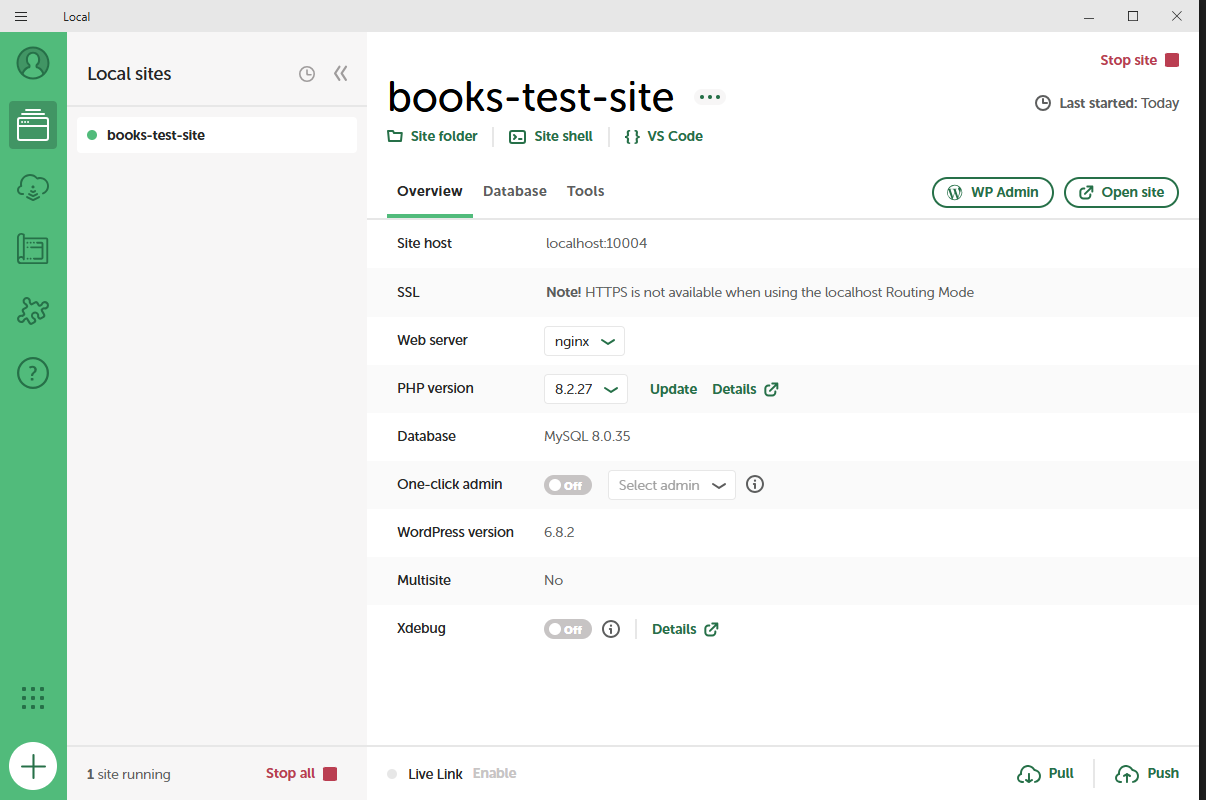 Local
Local sites
books-test-site
1 site running
Stop all
Stop site
books-test-site
Last started: Today
Site folder
Site shell
VS Code
Overview
Database
Tools
WP Admin
Open site
Site host
localhost:10004
SSL
Note! HTTPS is not available when using the localhost Routing Mode
Web server
nginx
PHP version
8.2.27
Update
Details
Database
MySQL 8.0.35
One-click admin
Off
Select admin
WordPress version
6.8.2
Multisite
No
Xdebug
Off
Details
Live Link
Enable
Pull
Push